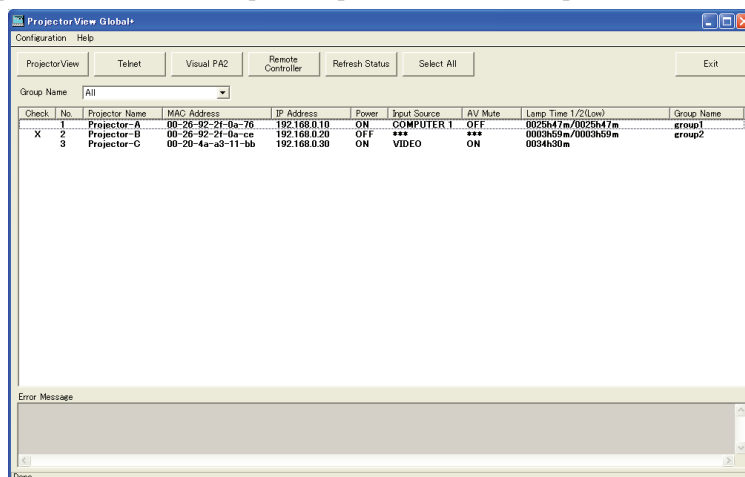 ProjectorView Global+
Configuration Help
ProjectorView Telnet Visual PA2 Remote Controller Refresh Status Select All Exit
Group Name All
Check No. Projector Name MAC Address IP Address Power Input Source AV Mute Lamp Time 1/2(Low) Group Name
1 Projector-A 00-26-92-2f-0a-76 192.168.0.10 ON COMPUTER 1 OFF 0025h47m/0025h47m group1
X 2 Projector-B 00-26-92-2f-0a-ce 192.168.0.20 OFF *** *** 0003h59m/0003h59m group2
3 Projector-C 00-20-4a-a3-11-bb 192.168.0.30 ON VIDEO ON 0034h30m
Error Message
Done